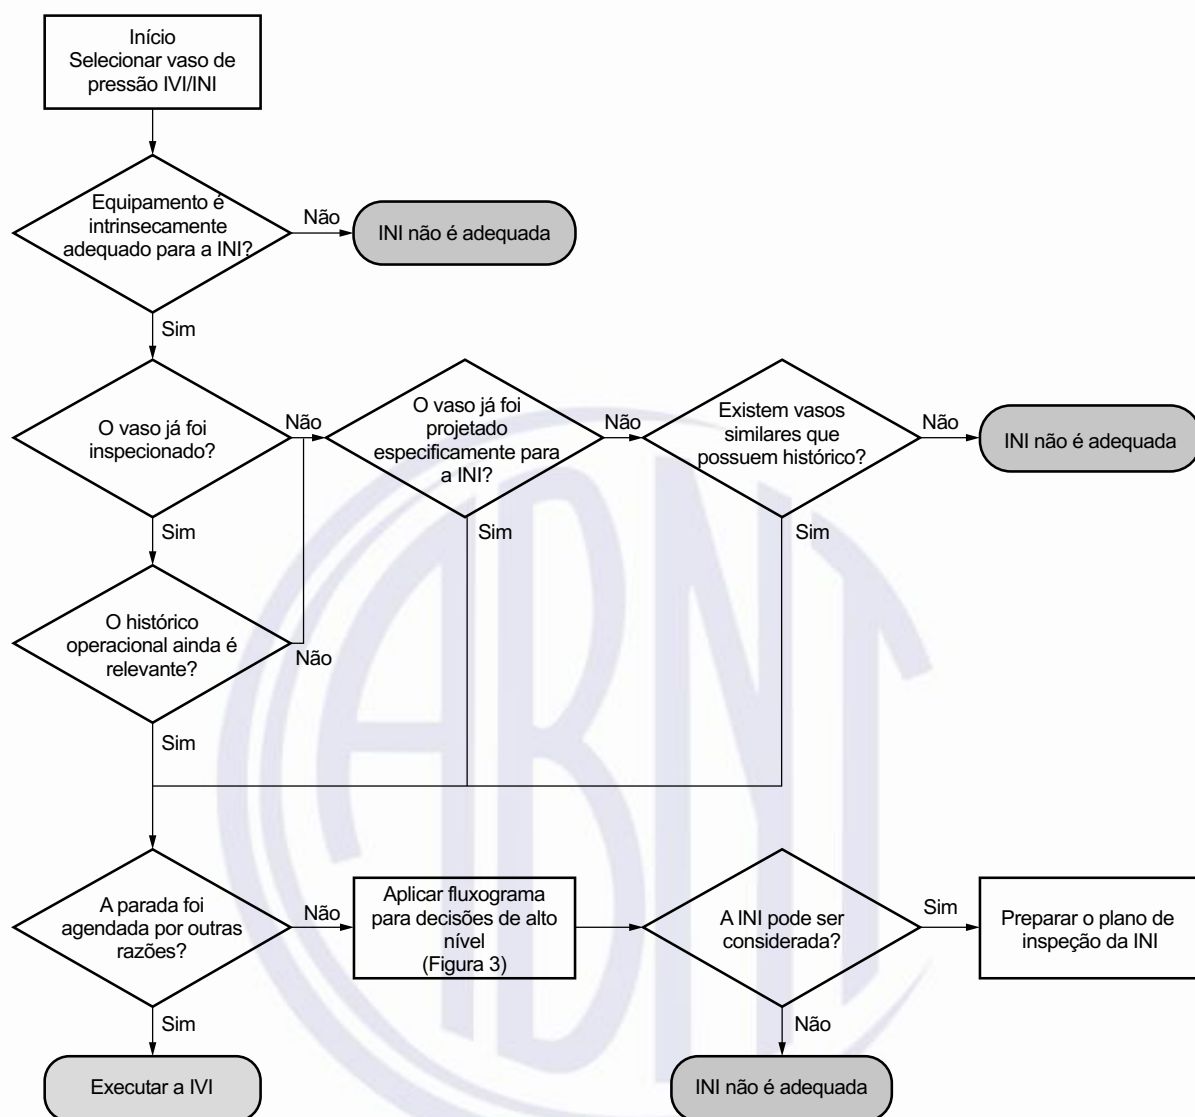 Início
Selecionar vaso de
pressão IVI/INI
Equipamento é
intrinsecamente
adequado para a INI?
Não
INI não é adequada
Sim
O vaso já foi
inspecionado?
Não
O vaso já foi
projetado
especificamente para
a INI?
Não
Existem vasos
similares que
possuem histórico?
Não
INI não é adequada
Sim
Sim
Sim
O histórico
operacional ainda é
relevante?
Não
Sim
A parada foi
agendada por outras
razões?
Não
Aplicar fluxograma
para decisões de alto
nível
(Figura 3)
A INI pode ser
considerada?
Sim
Preparar o plano de
inspeção da INI
Sim
Não
Executar a IVI
INI não é adequada
ABNT